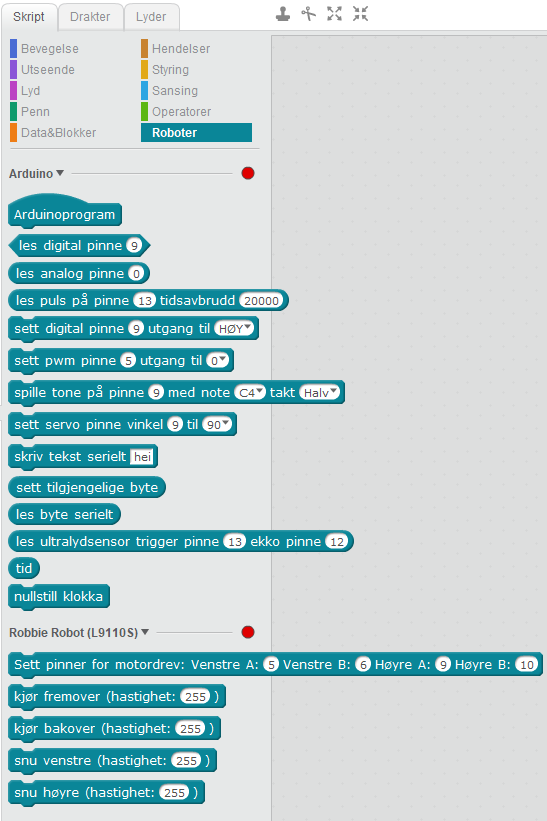 Skript Drakter Lyder
Bevegelse Hendelser
Utseende Styring
Lyd Sansing
Penn Operatorer
Data&Blokker Roboter
Arduino
Arduinoprogram
les digital pinne 9
les analog pinne 0
les puls på pinne 13 tidsavbrudd 20000
sett digital pinne 9 utgang til HØY
sett pwm pinne 5 utgang til 0
spille tone på pinne 9 med note C4 takt Halv
sett servo pinne vinkel 9 til 90
skriv tekst serielt hei
sett tilgjengelige byte
les byte serielt
les ultralydsensor trigger pinne 13 ekko pinne 12
tid
nullstill klokka
Robbie Robot (L9110S)
Sett pinner for motordrev: Venstre A: 5 Venstre B: 6 Høyre A: 9 Høyre B: 10
kjør fremover (hastighet: 255 )
kjør bakover (hastighet: 255 )
snu venstre (hastighet: 255 )
snu høyre (hastighet: 255 )